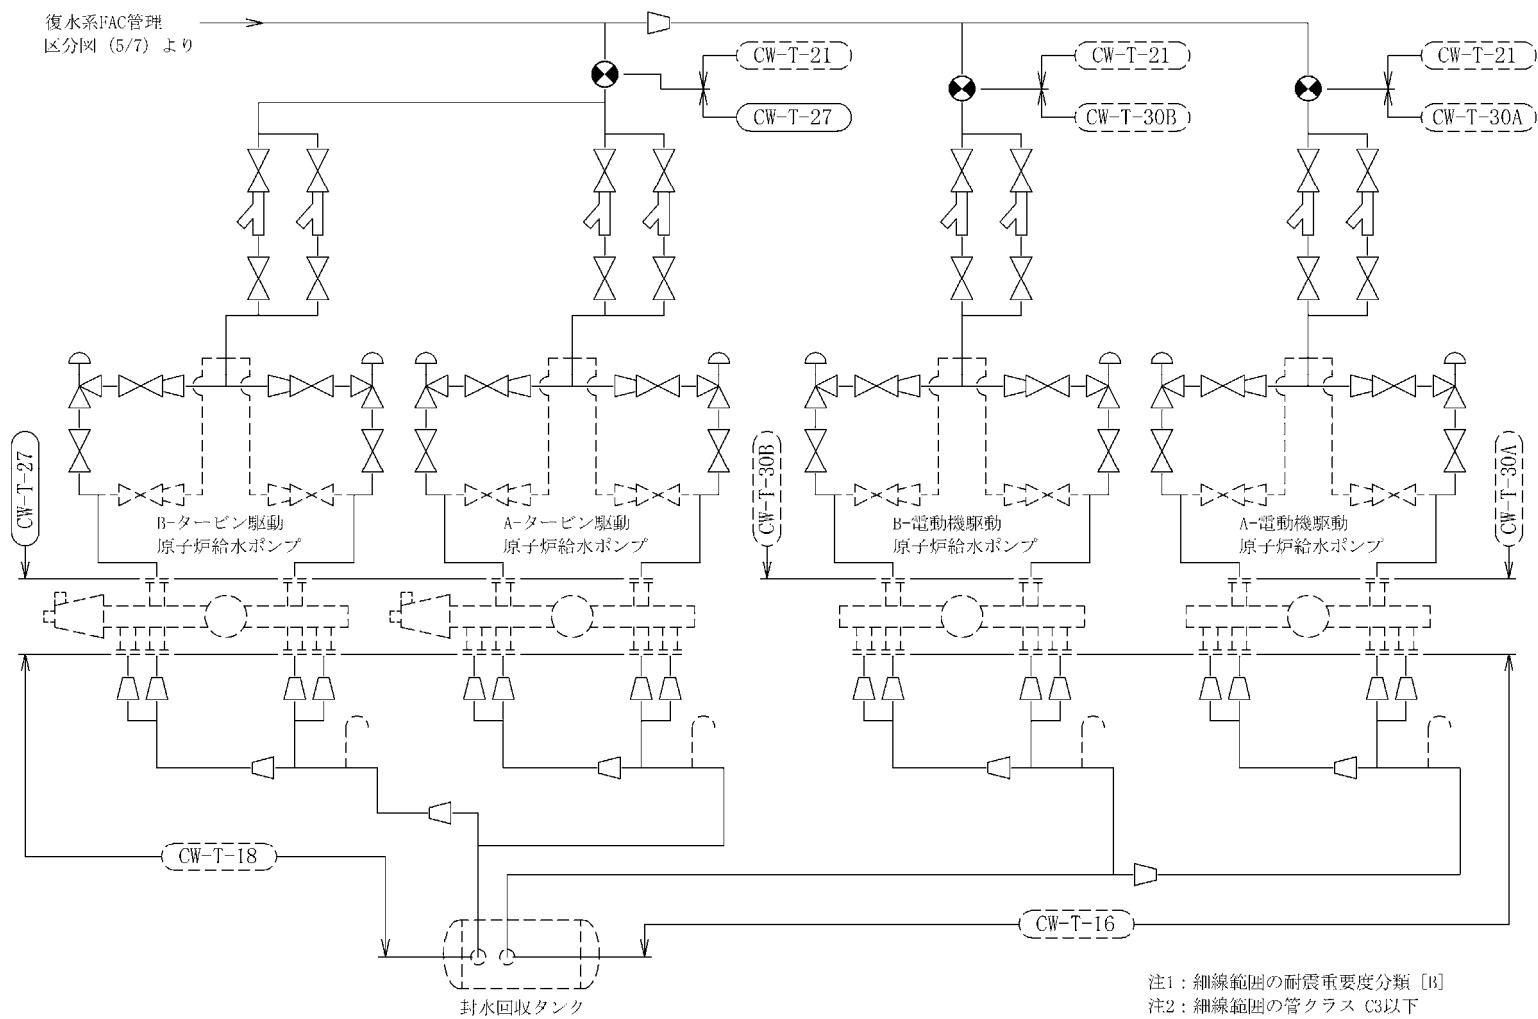 復水系FAC管理
区分図 (5/7) より
CW-T-21
CW-T-27
CW-T-21
CW-T-30B
CW-T-21
CW-T-30A
CW-T-27
CW-T-30B
CW-T-30A
B-タービン駆動
原子炉給水ポンプ
A-タービン駆動
原子炉給水ポンプ
B-電動機駆動
原子炉給水ポンプ
A-電動機駆動
原子炉給水ポンプ
CW-T-18
CW-T-16
封水回収タンク
注1：細線範囲の耐震重要度分類 [B]
注2：細線範囲の管クラス C3以下